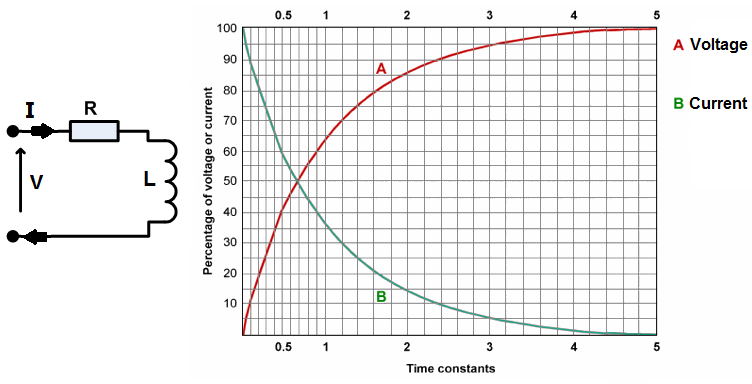 I
R
V
L
0.5 1 2 3 4 5
100
90
80
70
60
50
40
30
20
10
Percentage of voltage or current
A
B
0.5 1 2 3 4 5
Time constants
A Voltage
B Current